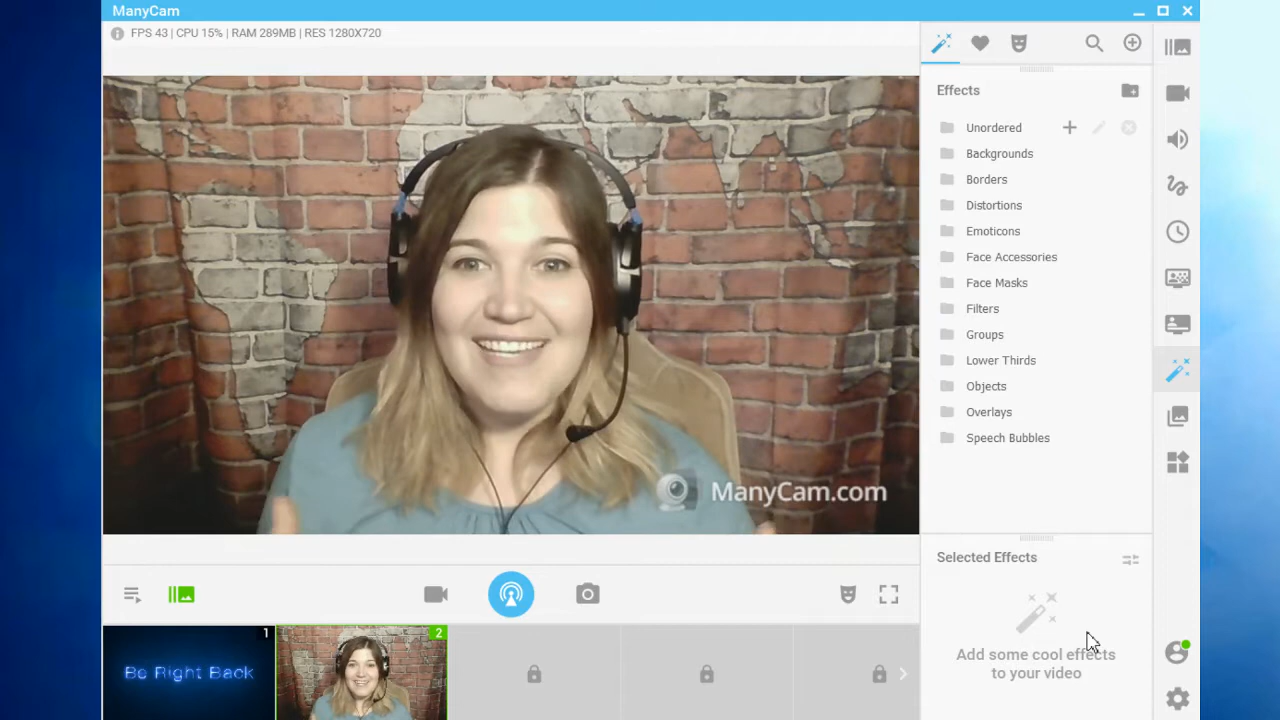 ManyCam
FPS 43 | CPU 15% | RAM 289MB | RES 1280X720
Effects
Unordered
Backgrounds
Borders
Distortions
Emoticons
Face Accessories
Face Masks
Filters
Groups
Lower Thirds
Objects
Overlays
Speech Bubbles
ManyCam.com
Selected Effects
Add some cool effects
to your video
1
Be Right Back
2